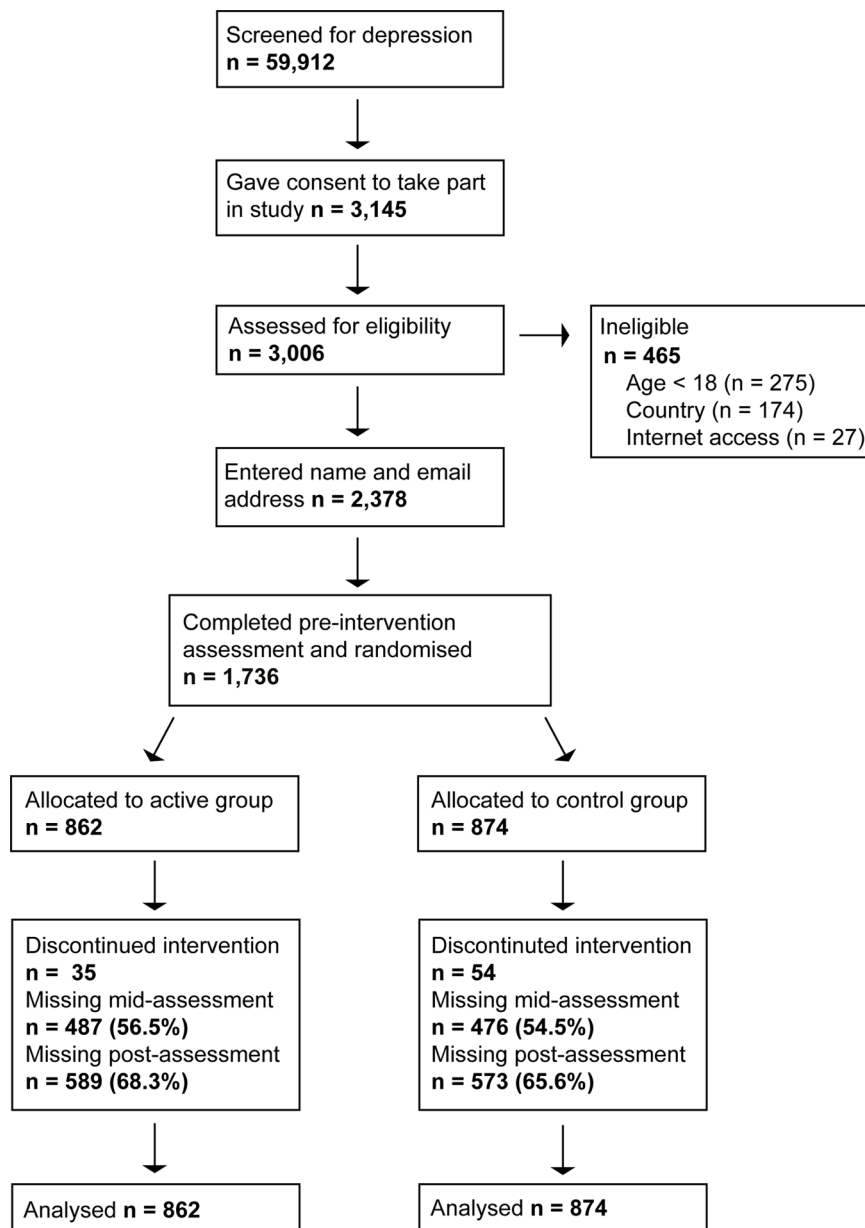 Screened for depression
n = 59,912
Gave consent to take part
in study n = 3,145
Assessed for eligibility
n = 3,006
Ineligible
n = 465
Age < 18 (n = 275)
Country (n = 174)
Internet access (n = 27)
Entered name and email
address n = 2,378
Completed pre-intervention
assessment and randomised
n = 1,736
Allocated to active group
n = 862
Allocated to control group
n = 874
Discontinued intervention
n = 35
Missing mid-assessment
n = 487 (56.5%)
Missing post-assessment
n = 589 (68.3%)
Discontinuted intervention
n = 54
Missing mid-assessment
n = 476 (54.5%)
Missing post-assessment
n = 573 (65.6%)
Analysed n = 862
Analysed n = 874